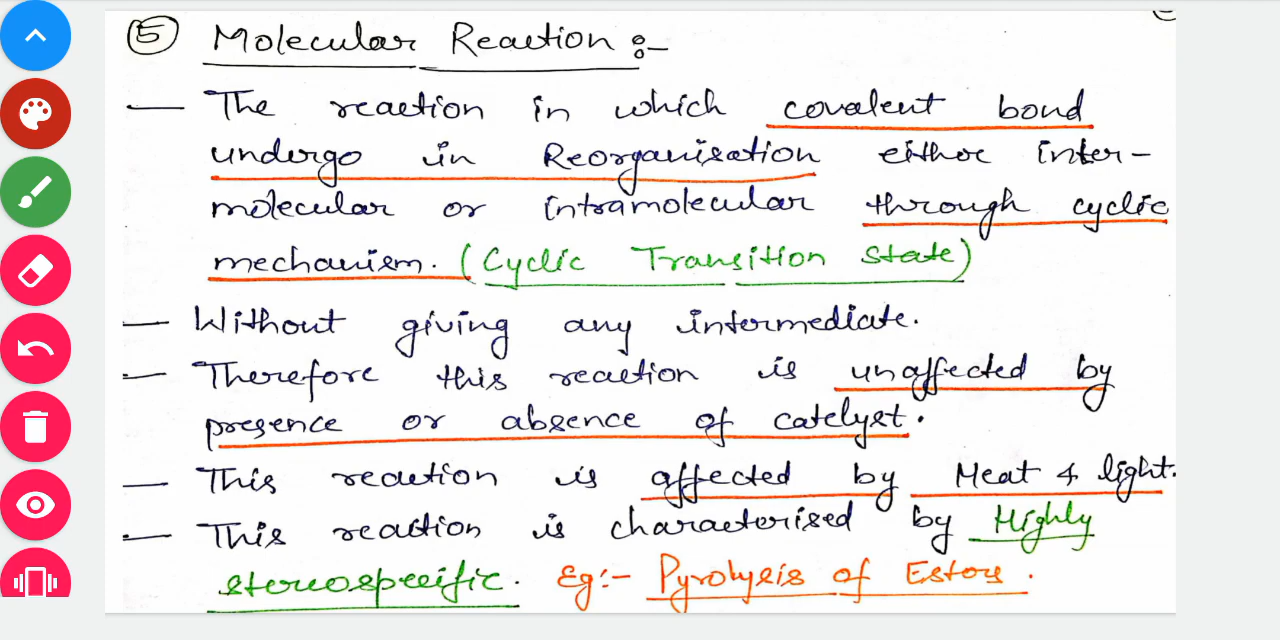 ⑤ Molecular Reaction :-
— The reaction in which covalent bond
undergo in Reorganisation either inter-
molecular or intramolecular through cyclic
mechanism. (Cyclic Transition State)
— Without giving any intermediate.
— Therefore this reaction is unaffected by
presence or absence of catelyst.
— This reaction is affected by Heat & light.
— This reaction is characterised by Highly
stereospecific. Eg:- Pyrolysis of Esters.